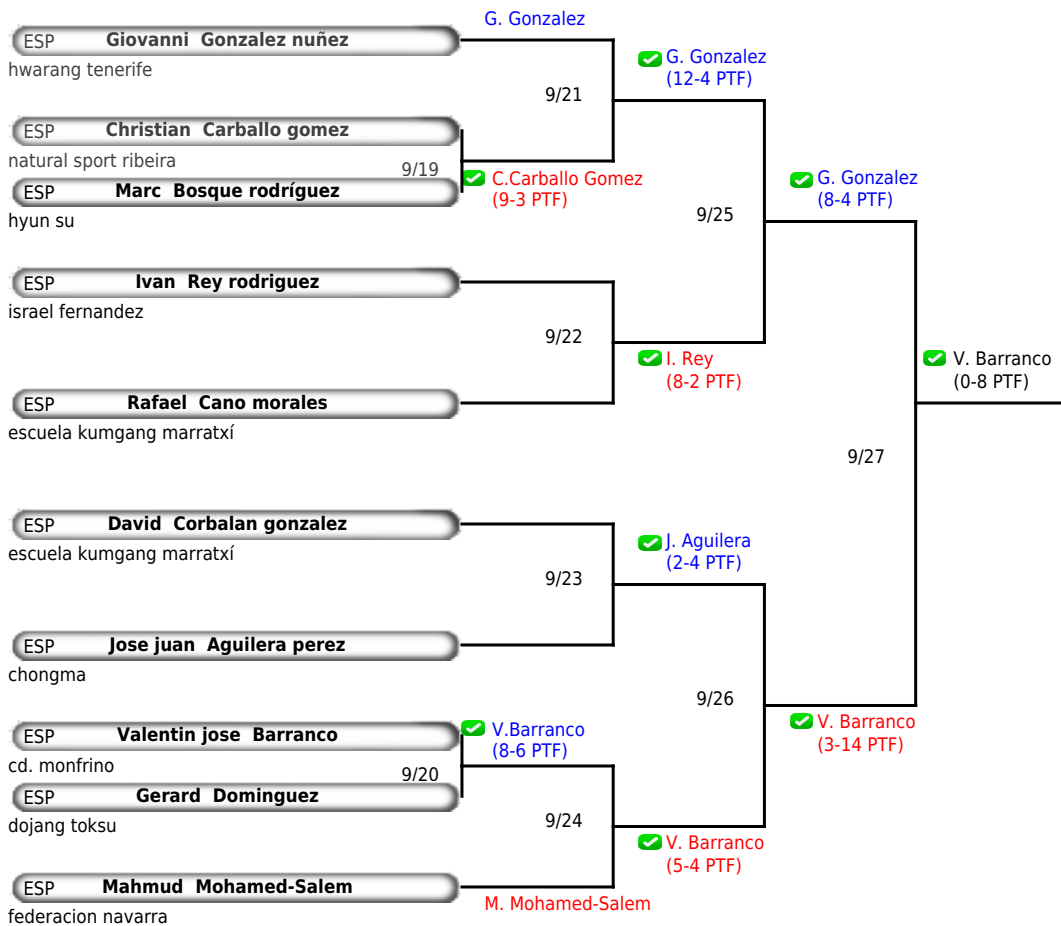 G. Gonzalez
ESP Giovanni Gonzalez nuñez
hwarang tenerife
G. Gonzalez
(12-4 PTF)
9/21
ESP Christian Carballo gomez
natural sport ribeira
9/19
C.Carballo Gomez
(9-3 PTF)
G. Gonzalez
(8-4 PTF)
ESP Marc Bosque rodríguez
hyun su
9/25
ESP Ivan Rey rodriguez
israel fernandez
9/22
I. Rey
(8-2 PTF)
V. Barranco
(0-8 PTF)
ESP Rafael Cano morales
escuela kumgang marratxí
9/27
ESP David Corbalan gonzalez
escuela kumgang marratxí
J. Aguilera
(2-4 PTF)
9/23
ESP Jose juan Aguilera perez
chongma
9/26
ESP Valentin jose Barranco
cd. monfrino
V.Barranco
(8-6 PTF)
V. Barranco
(3-14 PTF)
9/20
ESP Gerard Dominguez
dojang toksu
9/24
V. Barranco
(5-4 PTF)
ESP Mahmud Mohamed-Salem
federacion navarra
M. Mohamed-Salem